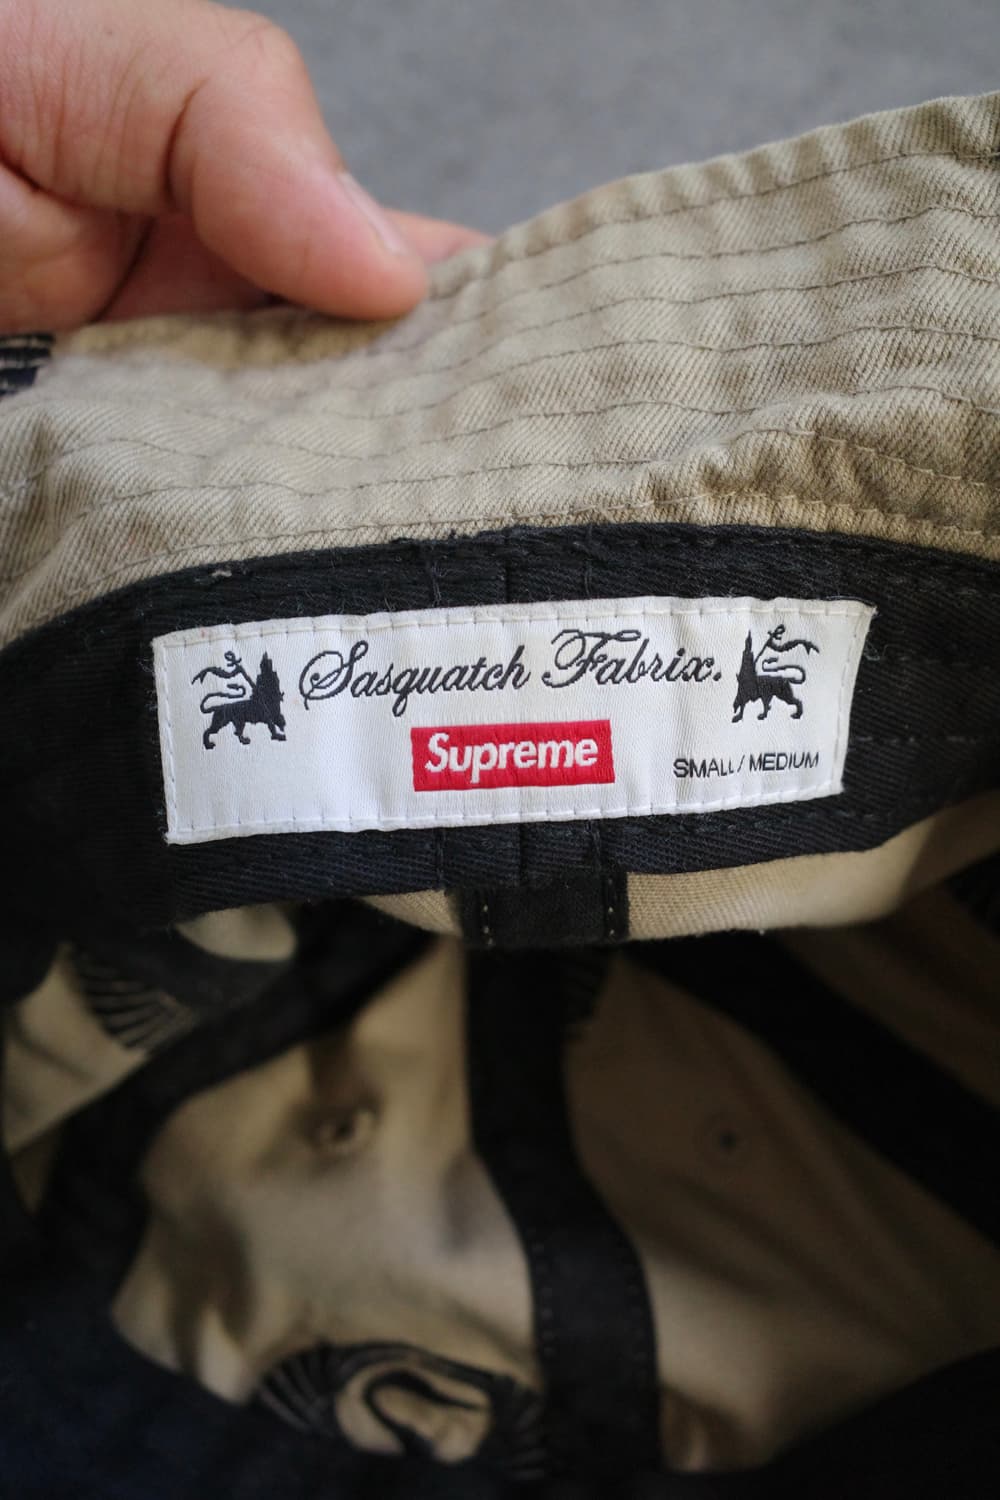 Sasquatch Fabrix.
Supreme
SMALL / MEDIUM